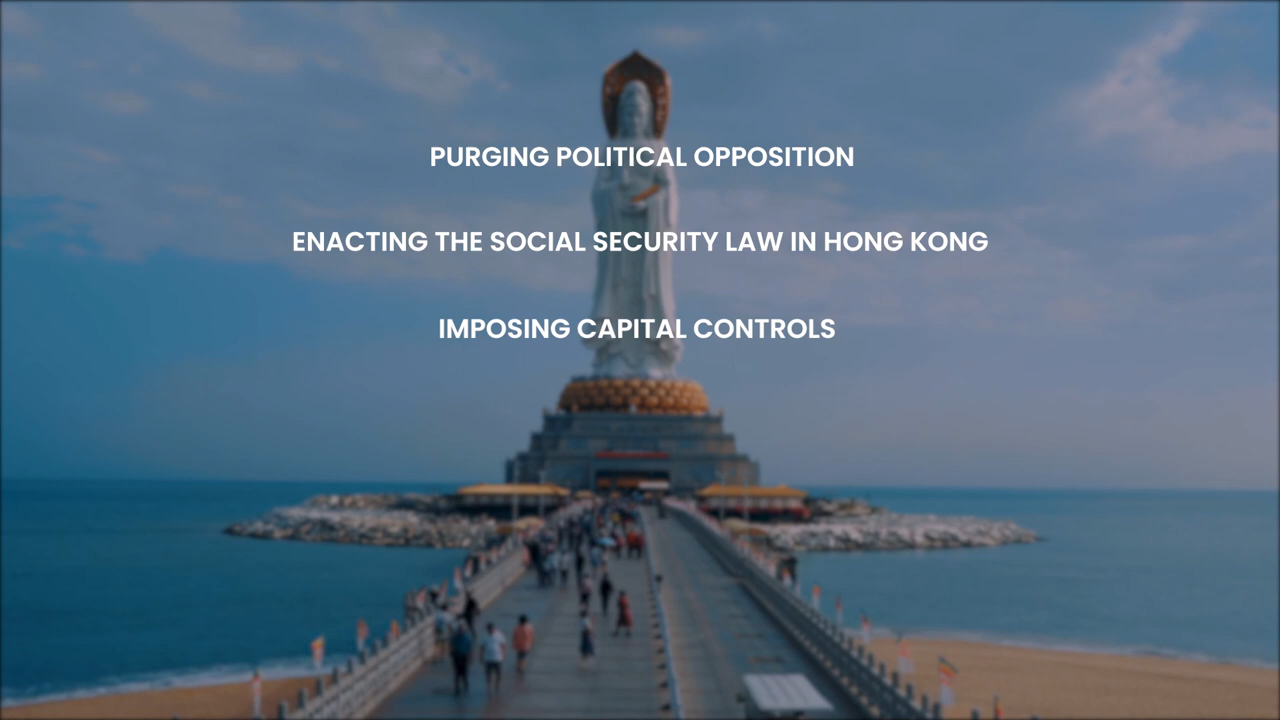 PURGING POLITICAL OPPOSITION
ENACTING THE SOCIAL SECURITY LAW IN HONG KONG
IMPOSING CAPITAL CONTROLS